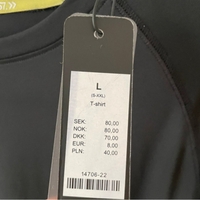 L
(S-XXL)
T-shirt
SEK: 80,00
NOK: 80,00
DKK: 70,00
EUR: 8,00
PLN: 40,00
14706-22